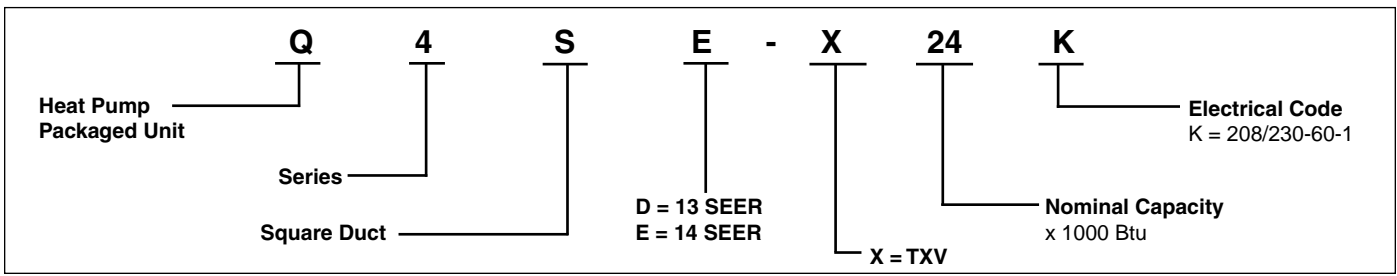 Q 4 S E - X 24 K
Heat Pump
Packaged Unit
Series
Square Duct
D = 13 SEER
E = 14 SEER
X = TXV
Nominal Capacity
x 1000 Btu
Electrical Code
K = 208/230-60-1